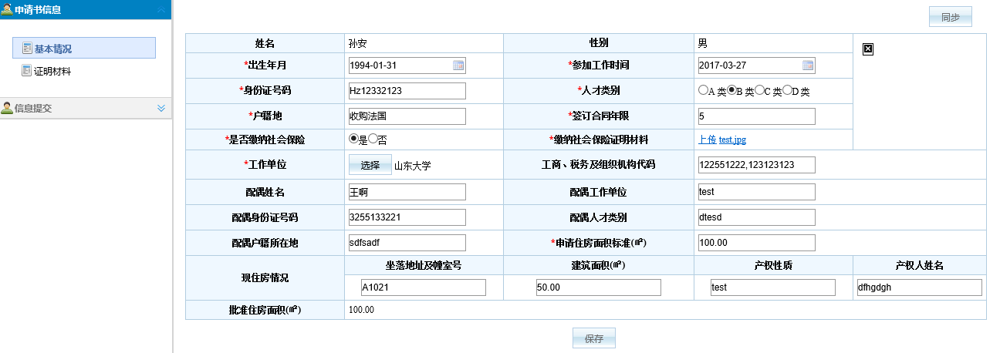 申请书信息
基本情况
证明材料
信息提交
同步
姓名 孙安 性别 男
*出生年月 1994-01-31 *参加工作时间 2017-03-27
*身份证号码 Hz12332123 *人才类别 A 类 B 类 C 类 D 类
*户籍地 收购法国 *签订合同年限 5
*是否缴纳社会保险 是 否 *缴纳社会保险证明材料 上传 test.jpg
*工作单位 选择 山东大学 工商、税务及组织机构代码 122551222,123123123
配偶姓名 王啊 配偶工作单位 test
配偶身份证号码 3255133221 配偶人才类别 dtesd
配偶户籍所在地 sdfsadf *申请住房面积标准(㎡) 100.00
现住房情况 坐落地址及幢室号 建筑面积(㎡) 产权性质 产权人姓名
A1021 50.00 test dfhgdgh
批准住房面积(㎡) 100.00
保存